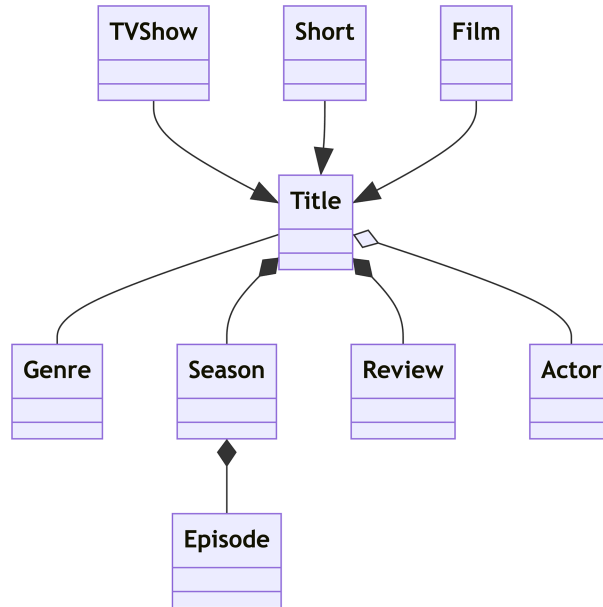 TVShow
Short
Film
Title
Genre
Season
Review
Actor
Episode